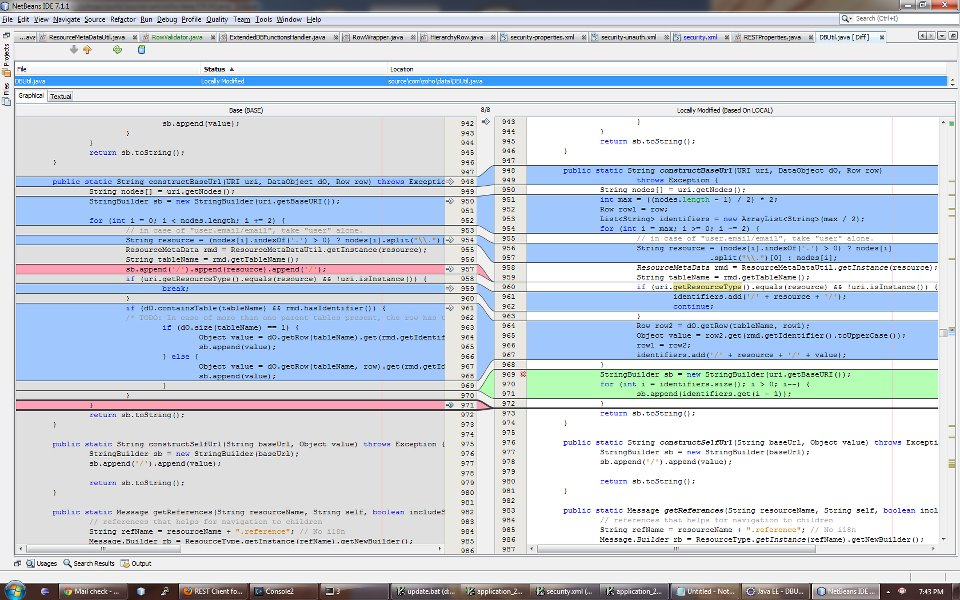 NetBeans IDE 7.1.1
File Edit View Navigate Source Refactor Run Debug Profile Quality Team Tools Window Help
Search (Ctrl+I)
...ava ResourceMetaDataUtil.java RowValidator.java ExtendedDBFunctionsHandler.java RowWrapper.java HierarchyRow.java security-properties.xml security-unauth.xml security.xml RESTProperties.java DBUtil.java [ Diff ]
Projects
Files
File Status Location
DBUtil.java Locally Modified
Graphical Textual
Base (BASE) 8/8 Locally Modified (Based On LOCAL)
sb.append(value); 942
} 943
} 944
return sb.toString(); 945
} 946
947
public static String constructBaseUrl(URI uri, DataObject dO, Row row) throws Exceptio 948
String nodes[] = uri.getNodes(); 949
StringBuilder sb = new StringBuilder(uri.getBaseURI()); 950
951
for (int i = 0; i < nodes.length; i += 2) { 952
// in case of "user.email/email", take "user" alone. 953
String resource = (nodes[i].indexOf('.') > 0) ? nodes[i].split("\\.") 954
ResourceMetaData rmd = ResourceMetaDataUtil.getInstance(resource); 955
String tableName = rmd.getTableName(); 956
sb.append('/').append(resource).append('/'); 957
if (uri.getResourceType().equals(resource) && !uri.isInstance()) { 958
break; 959
} 960
if (dO.containsTable(tableName) && rmd.hasIdentifier()) { 961
/* TODO: In case of more than one parent tables present, the row has 962
if (dO.size(tableName) == 1) { 963
Object value = dO.getRow(tableName).get(rmd.getIdentif 964
sb.append(value); 965
} else { 966
Object value = dO.getRow(tableName, row).get(rmd.getIde 967
sb.append(value); 968
} 969
} 970
} 971
return sb.toString(); 972
} 973
974
public static String constructSelfUrl(String baseUrl, Object value) throws Exception { 975
StringBuilder sb = new StringBuilder(baseUrl); 976
sb.append('/').append(value); 977
978
return sb.toString(); 979
} 980
981
public static Message getReferences(String resourceName, String self, boolean includeS 982
// references that helps for navigation to children 983
String refName = resourceName + ".reference"; // No i18n 984
Message.Builder rb = ResourceType.getInstance(refName).getNewBuilder(); 985
986
943 }
944 }
945 return sb.toString();
946 }
947
948 public static String constructBaseUrl(URI uri, DataObject dO, Row row)
949 throws Exception {
950 String nodes[] = uri.getNodes();
951 int max = ((nodes.length - 1) / 2) * 2;
952 Row row1 = row;
953 List<String> identifiers = new ArrayList<String>(max / 2);
954 for (int i = max; i >= 0; i -= 2) {
955 // in case of "user.email/email", take "user" alone.
956 String resource = (nodes[i].indexOf('.') > 0) ? nodes[i]
957 .split("\\.")[0] : nodes[i];
958 ResourceMetaData rmd = ResourceMetaDataUtil.getInstance(resource);
959 String tableName = rmd.getTableName();
960 if (uri.getResourceType().equals(resource) && !uri.isInstance()) {
961 identifiers.add('/' + resource + '/');
962 continue;
963 }
964 Row row2 = dO.getRow(tableName, row1);
965 Object value = row2.get(rmd.getIdentifier().toUpperCase());
966 row1 = row2;
967 identifiers.add('/' + resource + '/' + value);
968 }
969 StringBuilder sb = new StringBuilder(uri.getBaseURI());
970 for (int i = identifiers.size(); i > 0; i--) {
971 sb.append(identifiers.get(i - 1));
972 }
973 return sb.toString();
974 }
975
976 public static String constructSelfUrl(String baseUrl, Object value) throws Excepti
977 StringBuilder sb = new StringBuilder(baseUrl);
978 sb.append('/').append(value);
979
980 return sb.toString();
981 }
982
983 public static Message getReferences(String resourceName, String self, boolean incl
984 // references that helps for navigation to children
985 String refName = resourceName + ".reference"; // No i18n
986 Message.Builder rb = ResourceType.getInstance(refName).getNewBuilder();
987
Usages Search Results Output
Mail check - ... REST Client fo... Console2 3 update.bat (d... application_2... security.xml (... application_2... Untitled - Not... Java EE - DBU... NetBeans IDE... 7:43 PM